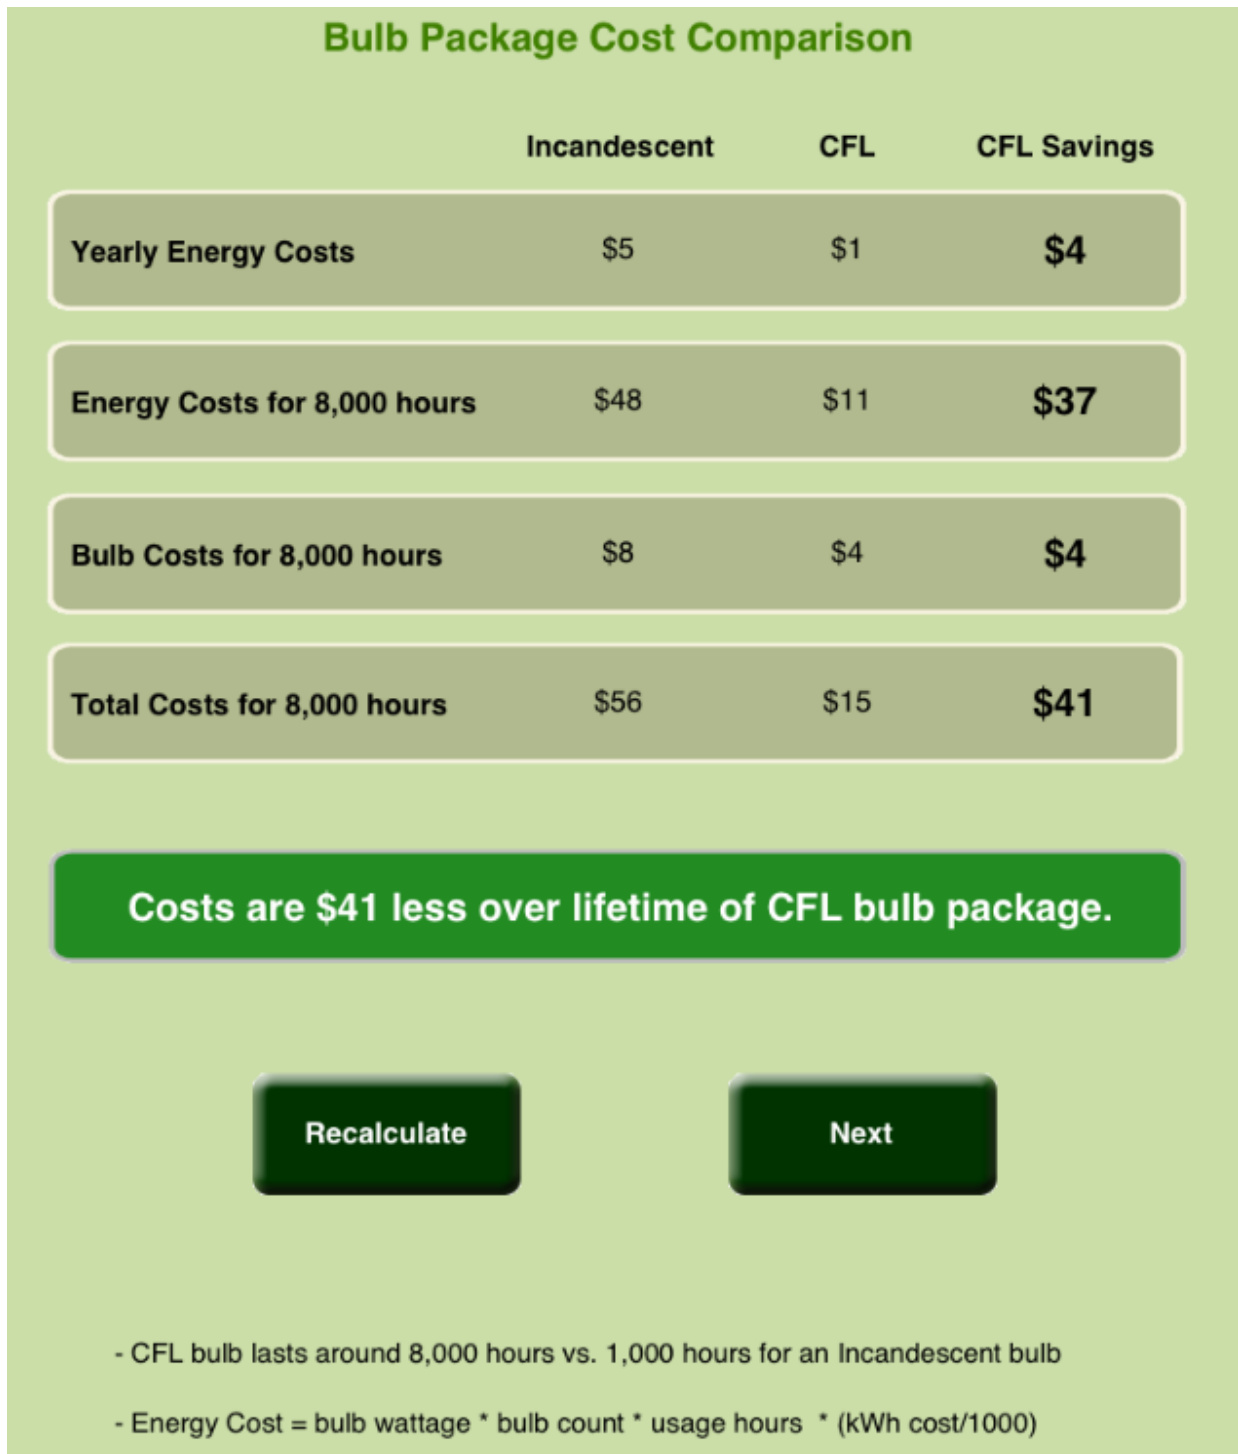 Bulb Package Cost Comparison
Incandescent CFL CFL Savings
Yearly Energy Costs $5 $1 $4
Energy Costs for 8,000 hours $48 $11 $37
Bulb Costs for 8,000 hours $8 $4 $4
Total Costs for 8,000 hours $56 $15 $41
Costs are $41 less over lifetime of CFL bulb package.
Recalculate Next
- CFL bulb lasts around 8,000 hours vs. 1,000 hours for an Incandescent bulb
- Energy Cost = bulb wattage * bulb count * usage hours * (kWh cost/1000)